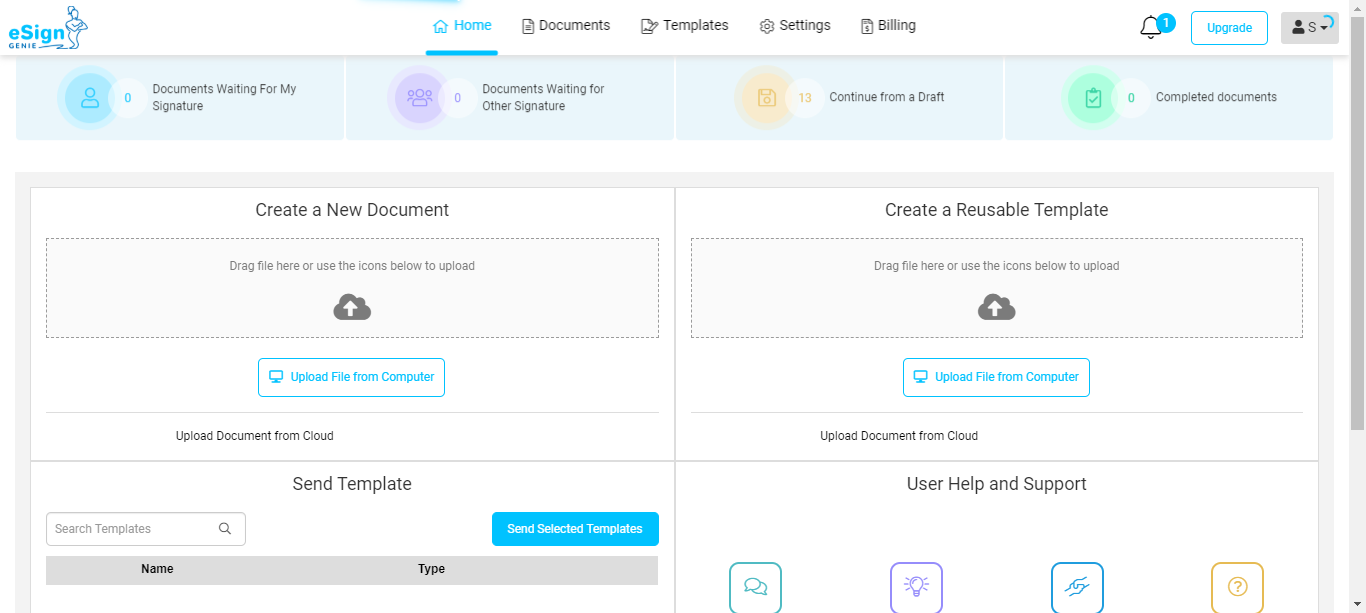 eSign
GENIE
Home
Documents
Templates
Settings
Billing
1
Upgrade
S
0
Documents Waiting For My
Signature
0
Documents Waiting for
Other Signature
13
Continue from a Draft
0
Completed documents
Create a New Document
Drag file here or use the icons below to upload
Upload File from Computer
Upload Document from Cloud
Create a Reusable Template
Drag file here or use the icons below to upload
Upload File from Computer
Upload Document from Cloud
Send Template
Search Templates
Send Selected Templates
Name Type
User Help and Support